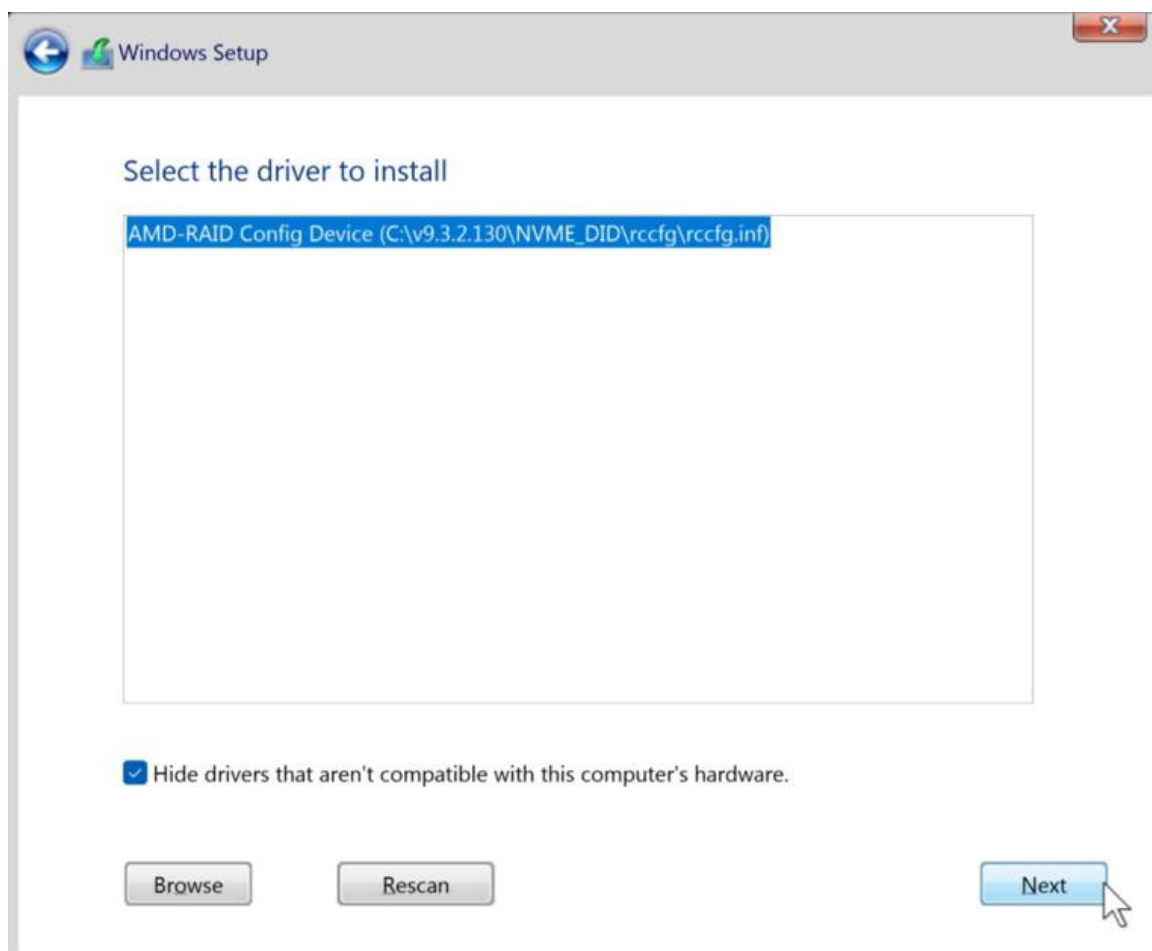 Windows Setup
Select the driver to install
AMD-RAID Config Device (C:\v9.3.2.130\NVME_DID\rccfg\rccfg.inf)
Hide drivers that aren't compatible with this computer's hardware.
Browse
Rescan
Next